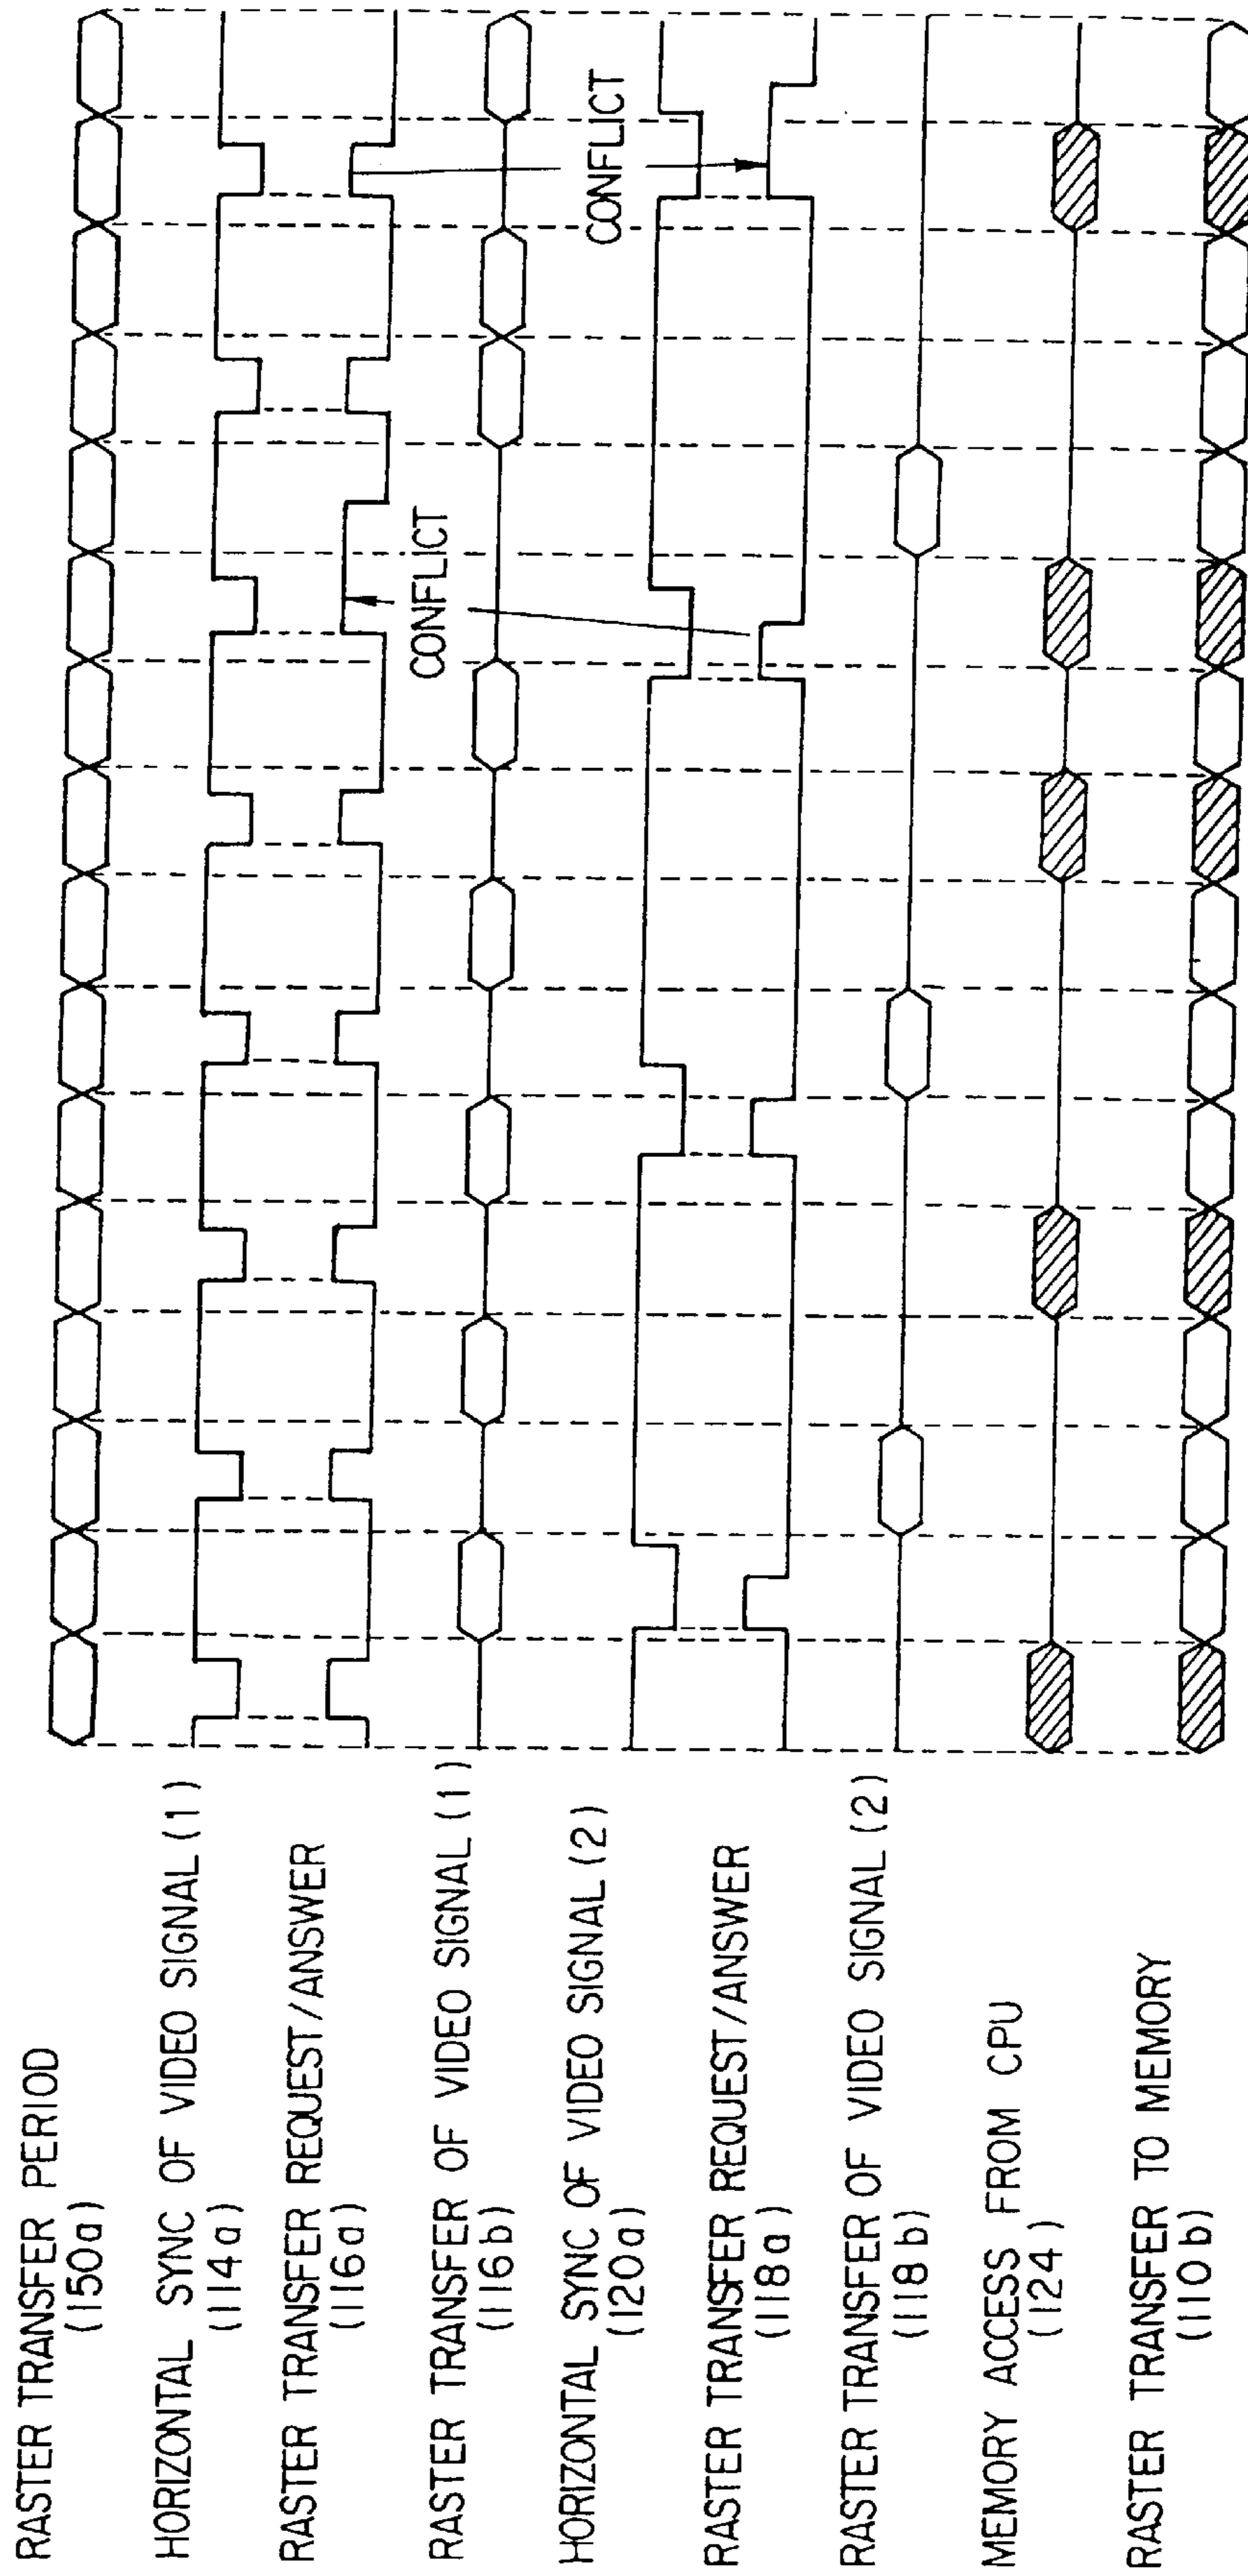 RASTER TRANSFER PERIOD
(150a)
HORIZONTAL SYNC OF VIDEO SIGNAL (1)
(114a)
RASTER TRANSFER REQUEST/ANSWER
(116a)
RASTER TRANSFER OF VIDEO SIGNAL (1)
(116b)
HORIZONTAL SYNC OF VIDEO SIGNAL (2)
(120a)
RASTER TRANSFER REQUEST/ANSWER
(118a)
RASTER TRANSFER OF VIDEO SIGNAL (2)
(118b)
MEMORY ACCESS FROM CPU
(124)
RASTER TRANSFER TO MEMORY
(110b)
CONFLICT
CONFLICT